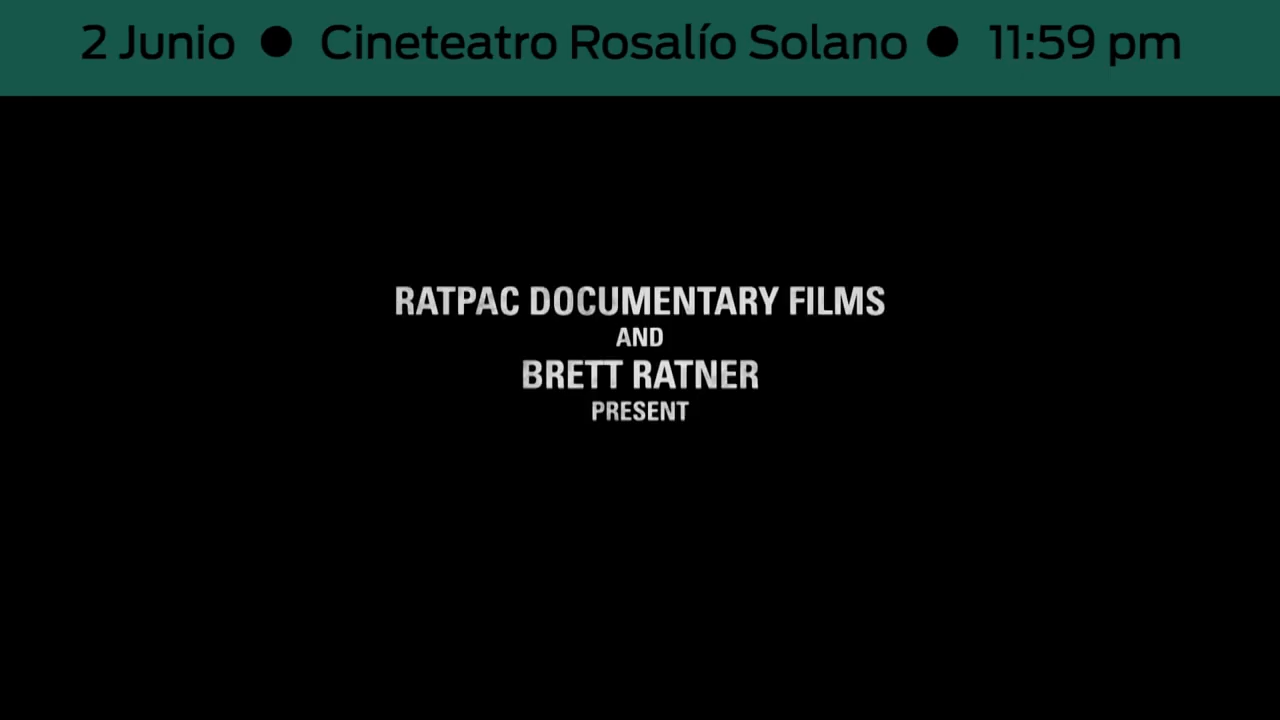 2 Junio ● Cineteatro Rosalío Solano ● 11:59 pm
RATPAC DOCUMENTARY FILMS
AND
BRETT RATNER
PRESENT